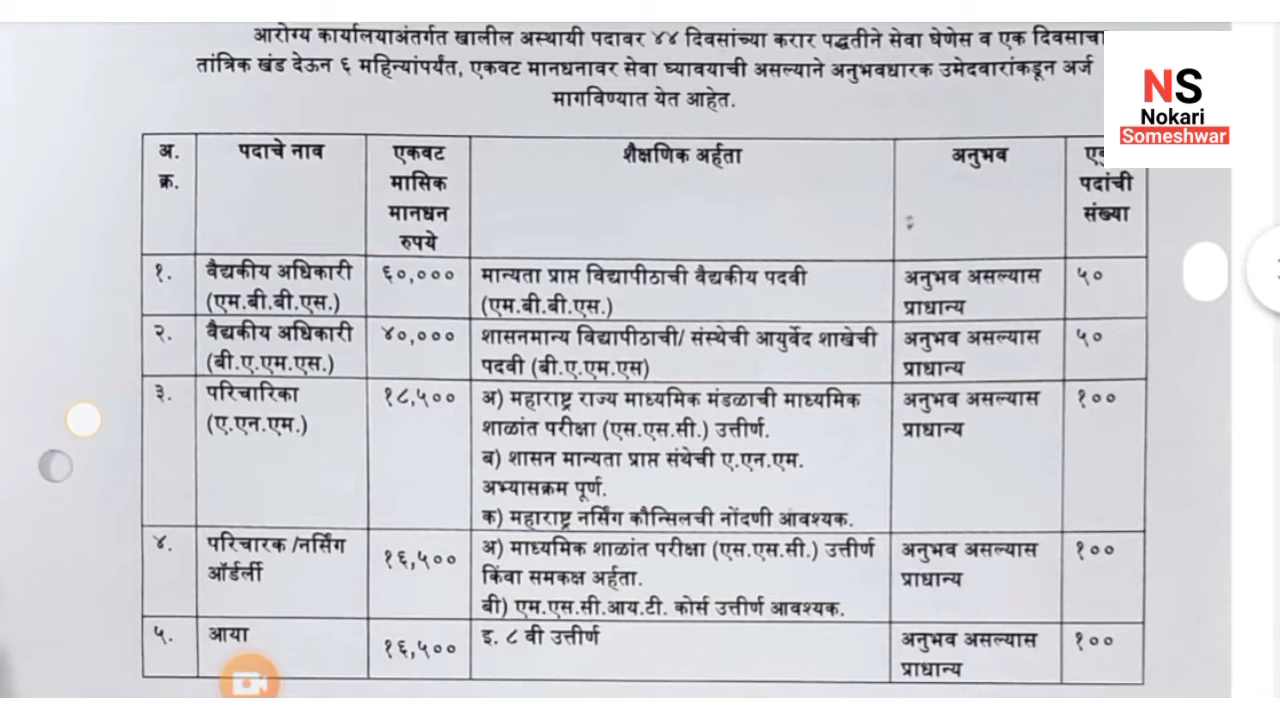 आरोग्य कार्यालयाअंतर्गत खालील अस्थायी पदावर ४४ दिवसांच्या करार पद्धतीने सेवा घेणेस व एक दिवसाचा
तांत्रिक खंड देऊन ६ महिन्यांपर्यंत, एकवट मानधनावर सेवा घ्यावयाची असल्याने अनुभवधारक उमेदवारांकडून अर्ज
मागविण्यात येत आहेत.
NS
Nokari
Someshwar
अ.
क्र.
पदाचे नाव
एकवट
मासिक
मानधन
रुपये
शैक्षणिक अर्हता
अनुभव
पदांची
संख्या
१.
वैद्यकीय अधिकारी
(एम.बी.बी.एस.)
६०,०००
मान्यता प्राप्त विद्यापीठाची वैद्यकीय पदवी
(एम.बी.बी.एस.)
अनुभव असल्यास
प्राधान्य
५०
२.
वैद्यकीय अधिकारी
(बी.ए.एम.एस.)
४०,०००
शासनमान्य विद्यापीठाची/ संस्थेची आयुर्वेद शाखेची
पदवी (बी.ए.एम.एस)
अनुभव असल्यास
प्राधान्य
५०
३.
परिचारिका
(ए.एन.एम.)
१८,५००
अ) महाराष्ट्र राज्य माध्यमिक मंडळाची माध्यमिक
शाळांत परीक्षा (एस.एस.सी.) उत्तीर्ण.
ब) शासन मान्यता प्राप्त संथेची ए.एन.एम.
अभ्यासक्रम पूर्ण.
क) महाराष्ट्र नर्सिंग कौन्सिलची नोंदणी आवश्यक.
अनुभव असल्यास
प्राधान्य
१००
४.
परिचारक /नर्सिंग
ऑर्डर्ली
१६,५००
अ) माध्यमिक शाळांत परीक्षा (एस.एस.सी.) उत्तीर्ण
किंवा समकक्ष अर्हता.
बी) एम.एस.सी.आय.टी. कोर्स उत्तीर्ण आवश्यक.
अनुभव असल्यास
प्राधान्य
१००
५.
आया
१६,५००
इ. ८ वी उत्तीर्ण
अनुभव असल्यास
प्राधान्य
१००